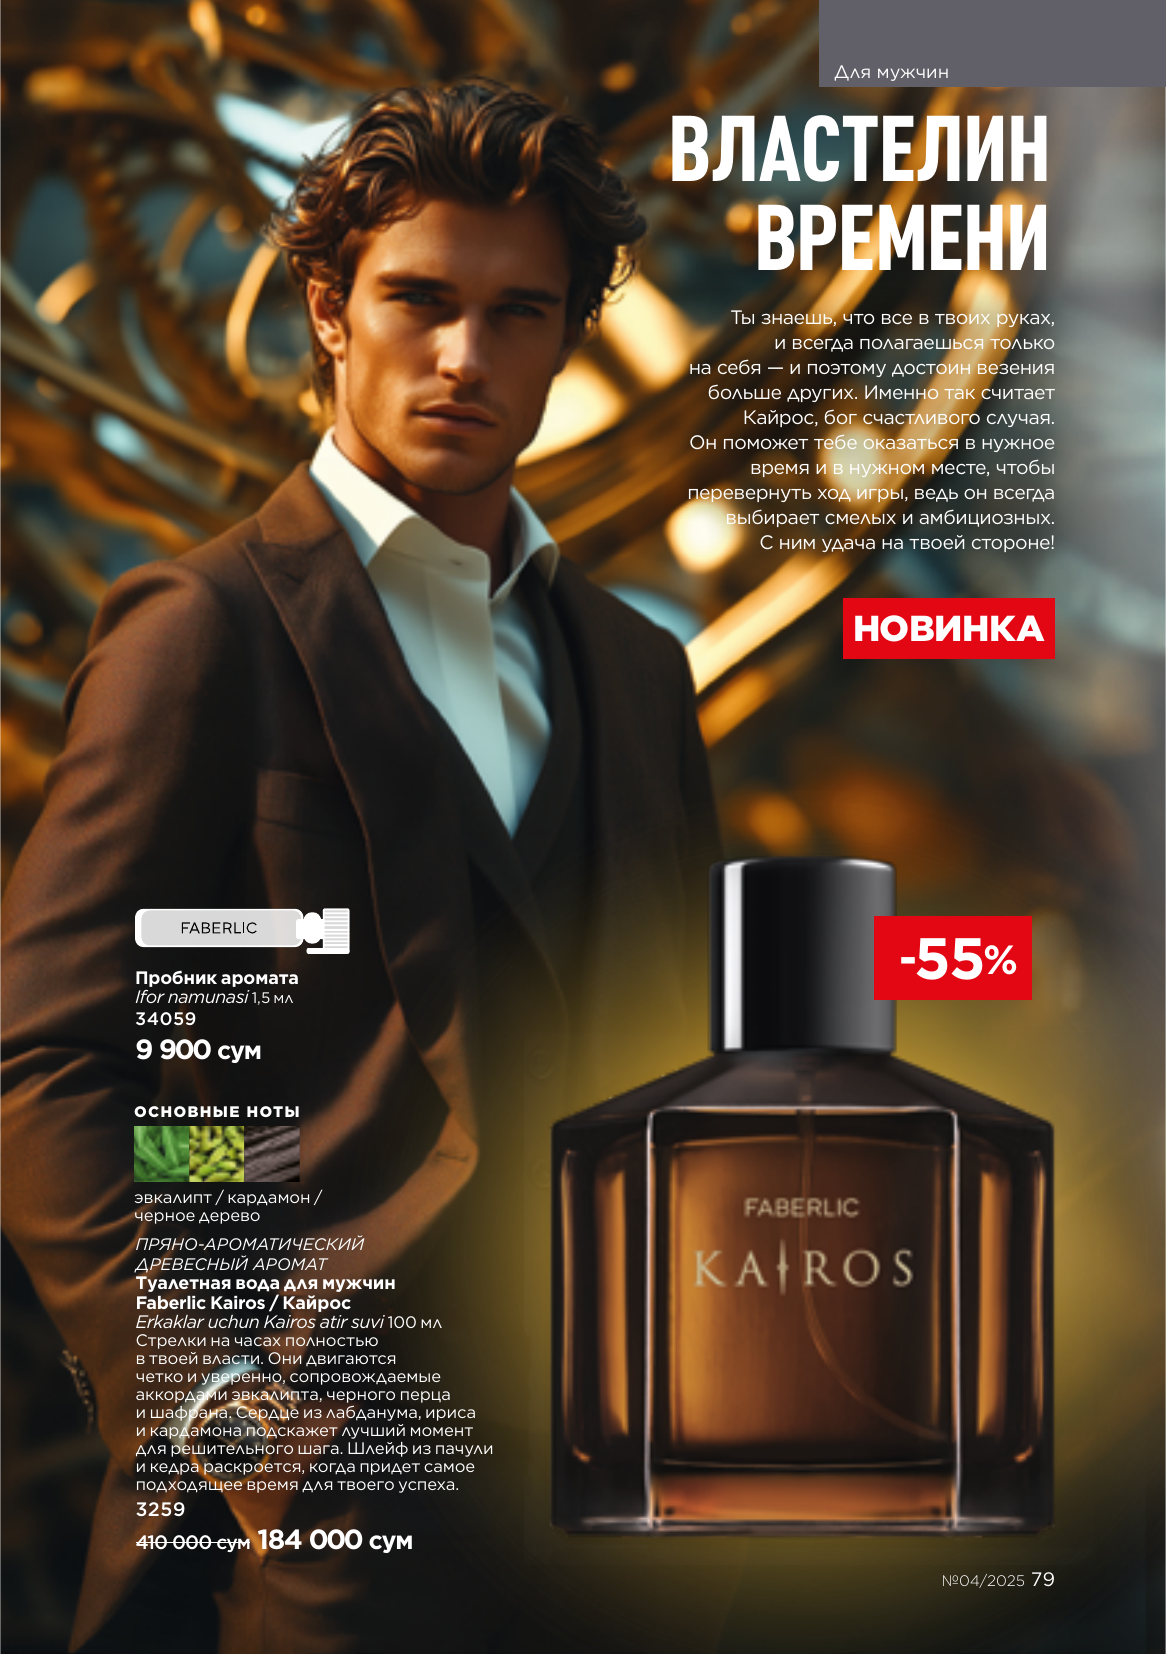 Для мужчин
ВЛАСТЕЛИН
ВРЕМЕНИ
Ты знаешь, что все в твоих руках,
и всегда полагаешься только
на себя — и поэтому достоин везения
больше других. Именно так считает
Кайрос, бог счастливого случая.
Он поможет тебе оказаться в нужное
время и в нужном месте, чтобы
перевернуть ход игры, ведь он всегда
выбирает смелых и амбициозных.
С ним удача на твоей стороне!
НОВИНКА
-55%
FABERLIC
Пробник аромата
Ifor namunasi 1,5 мл
34059
9 900 сум
ОСНОВНЫЕ НОТЫ
эвкалипт / кардамон /
черное дерево
ПРЯНО-АРОМАТИЧЕСКИЙ
ДРЕВЕСНЫЙ АРОМАТ
Туалетная вода для мужчин
Faberlic Kairos / Кайрос
Erkaklar uchun Kairos atir suvi 100 мл
Стрелки на часах полностью
в твоей власти. Они двигаются
четко и уверенно, сопровождаемые
аккордами эвкалипта, черного перца
и шафрана. Сердце из лабданума, ириса
и кардамона подскажет лучший момент
для решительного шага. Шлейф из пачули
и кедра раскроется, когда придет самое
подходящее время для твоего успеха.
3259
410 000 сум 184 000 сум
FABERLIC
KAIROS
№04/2025 79